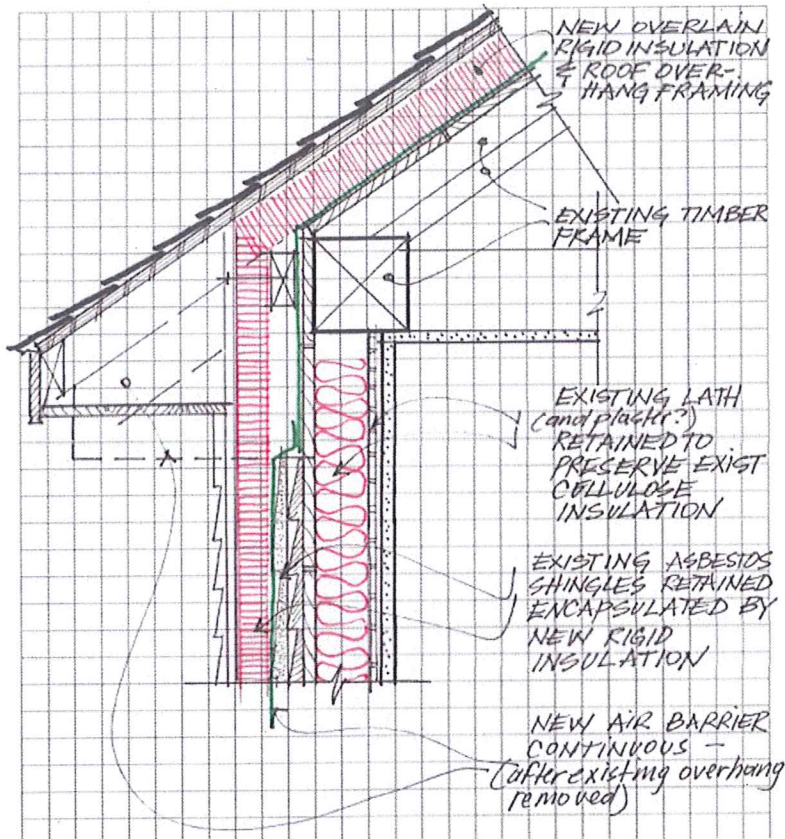 NEW OVERLAIN
RIGID INSULATION
& ROOF OVER-
HANG FRAMING
EXISTING TIMBER
FRAME
EXISTING LATH
(and plaster?)
RETAINED TO
PRESERVE EXIST
CELLULOSE
INSULATION
EXISTING ASBESTOS
SHINGLES RETAINED
ENCAPSULATED BY
NEW RIGID
INSULATION
NEW AIR BARRIER
CONTINUOUS —
(after existing overhang
removed)